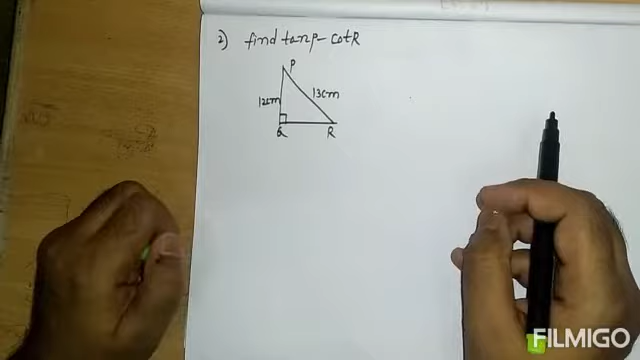 2) find tanP - cotR
P
12cm
13cm
Q
R
FILMIGO